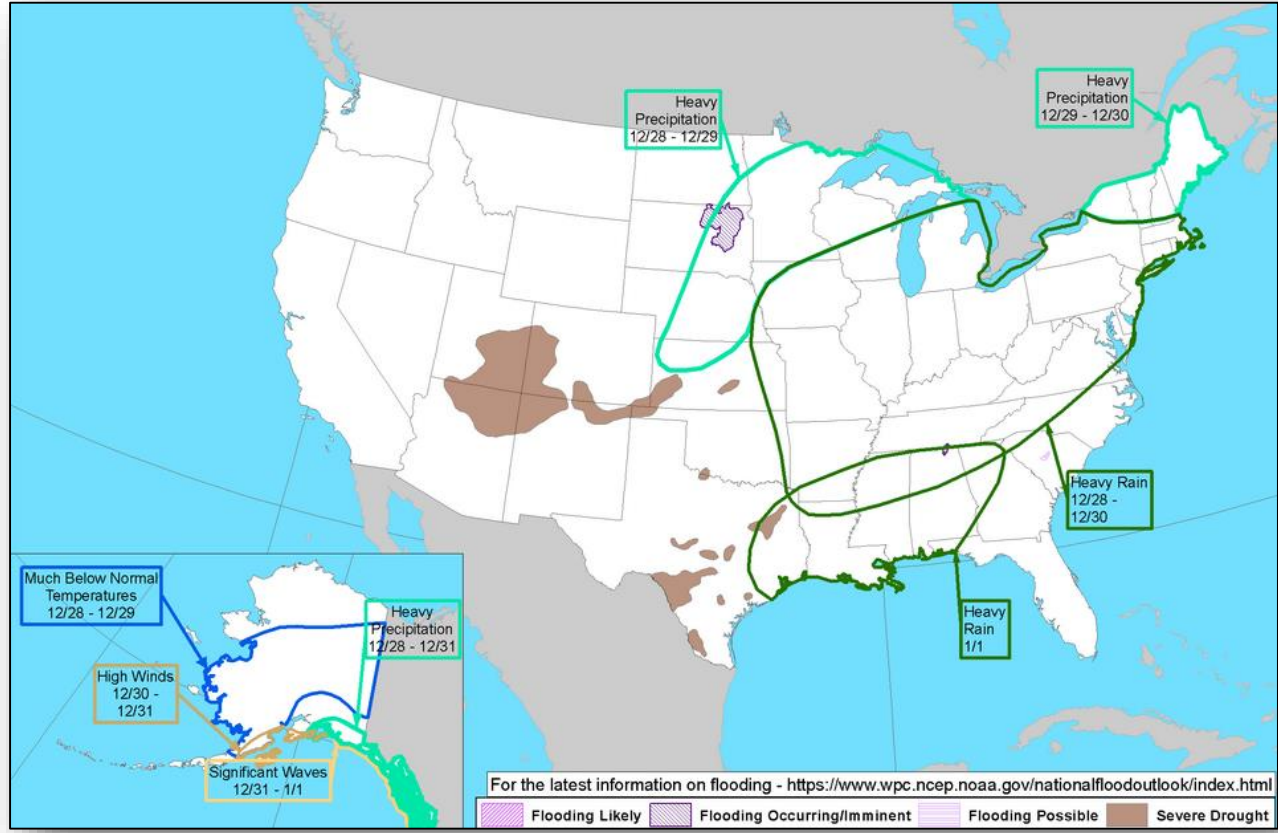 Heavy
Precipitation
12/28 - 12/29
Heavy
Precipitation
12/29 - 12/30
Heavy Rain
12/28 -
12/30
Heavy
Rain
1/1
Much Below Normal
Temperatures
12/28 - 12/29
Heavy
Precipitation
12/28 - 12/31
High Winds
12/30 -
12/31
Significant Waves
12/31 - 1/1
For the latest information on flooding - https://www.wpc.ncep.noaa.gov/nationalfloodoutlook/index.html
Flooding Likely Flooding Occurring/Imminent Flooding Possible Severe Drought